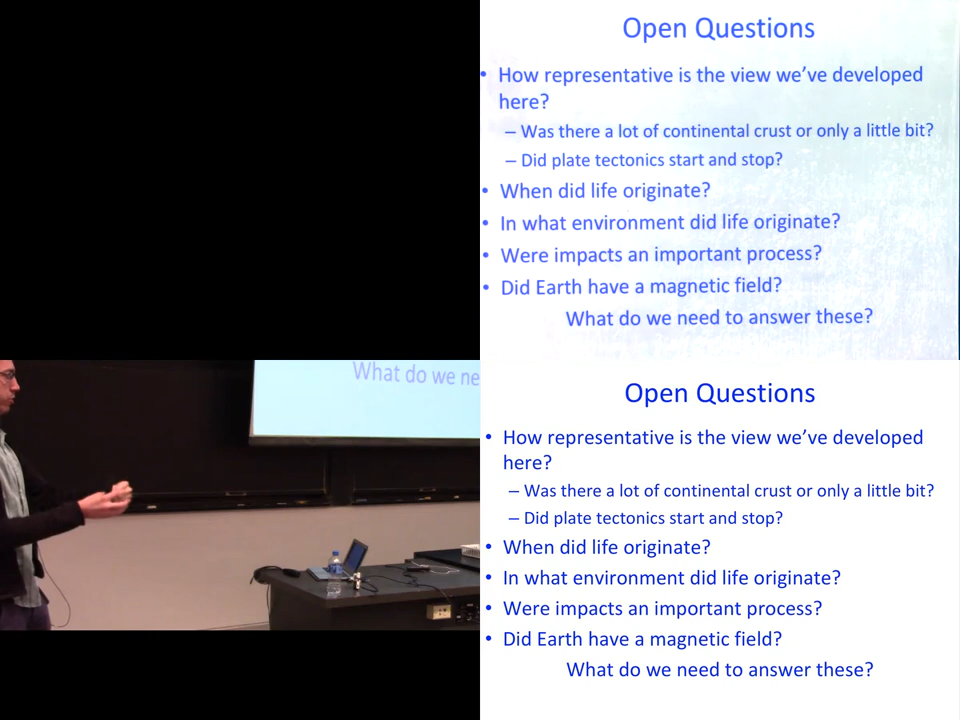 Open Questions
• How representative is the view we've developed
here?
– Was there a lot of continental crust or only a little bit?
– Did plate tectonics start and stop?
• When did life originate?
• In what environment did life originate?
• Were impacts an important process?
• Did Earth have a magnetic field?
What do we need to answer these?
What do we ne
Open Questions
• How representative is the view we've developed
here?
– Was there a lot of continental crust or only a little bit?
– Did plate tectonics start and stop?
• When did life originate?
• In what environment did life originate?
• Were impacts an important process?
• Did Earth have a magnetic field?
What do we need to answer these?